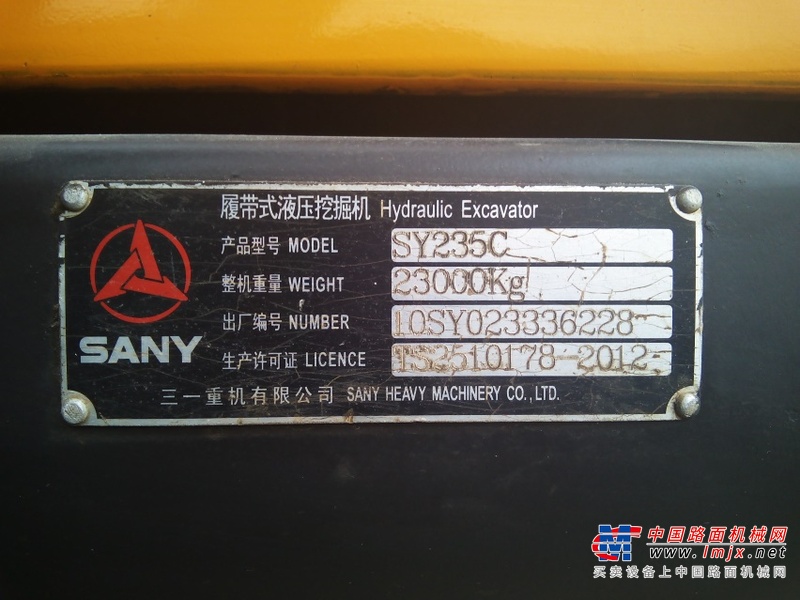 履带式液压挖掘机 Hydraulic Excavator
产品型号 MODEL SY235C
整机重量 WEIGHT 23000Kg
出厂编号 NUMBER 10SY023336228
生产许可证 LICENCE TS2510178-2012
SANY
三一重机有限公司 SANY HEAVY MACHINERY CO.,LTD.
中国路面机械网
www.lmjx.net
买卖设备上中国路面机械网